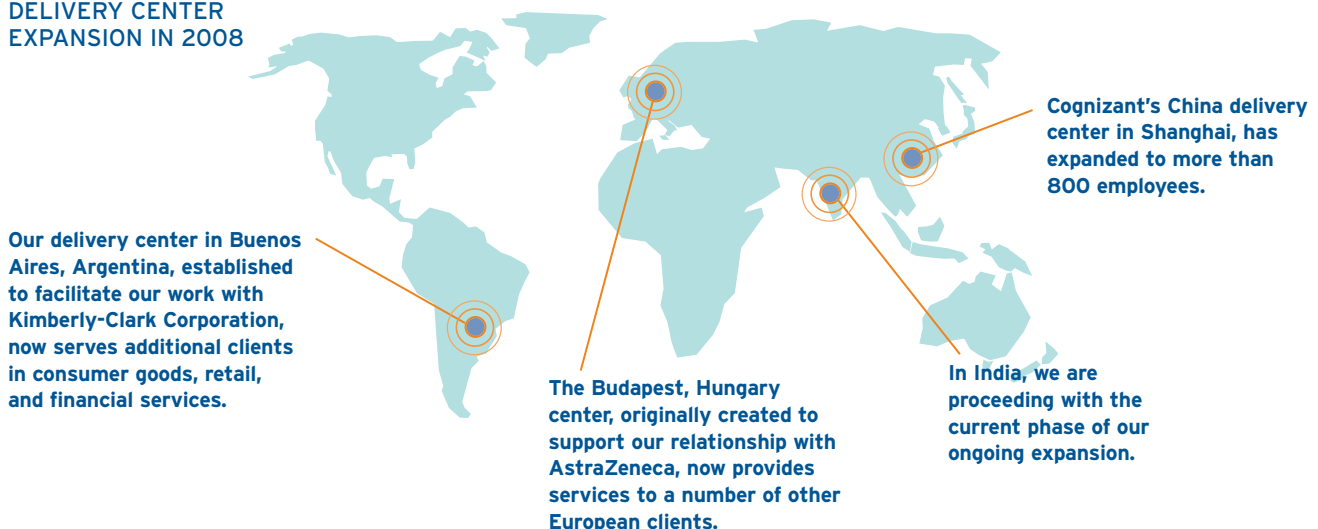 DELIVERY CENTER
EXPANSION IN 2008
Our delivery center in Buenos
Aires, Argentina, established
to facilitate our work with
Kimberly-Clark Corporation,
now serves additional clients
in consumer goods, retail,
and financial services.
The Budapest, Hungary
center, originally created to
support our relationship with
AstraZeneca, now provides
services to a number of other
European clients.
In India, we are
proceeding with the
current phase of our
ongoing expansion.
Cognizant's China delivery
center in Shanghai, has
expanded to more than
800 employees.